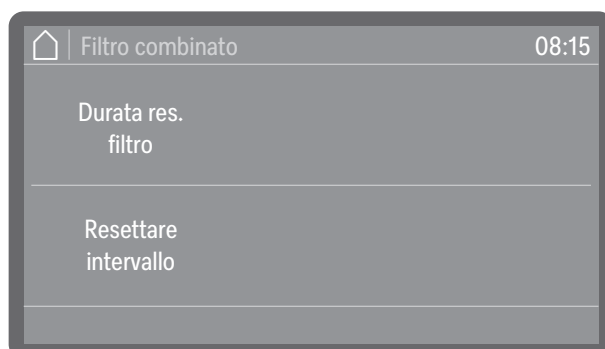 Filtro combinato 08:15
Durata res.
filtro
Resettare
intervallo